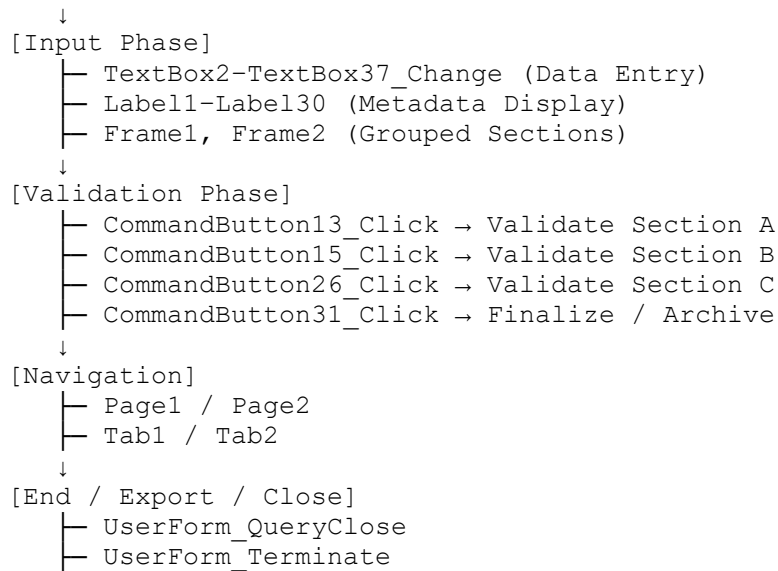 ↓
[Input Phase]
├─ TextBox2–TextBox37_Change (Data Entry)
├─ Label1–Label30 (Metadata Display)
├─ Frame1, Frame2 (Grouped Sections)
↓
[Validation Phase]
├─ CommandButton13_Click → Validate Section A
├─ CommandButton15_Click → Validate Section B
├─ CommandButton26_Click → Validate Section C
├─ CommandButton31_Click → Finalize / Archive
↓
[Navigation]
├─ Page1 / Page2
├─ Tab1 / Tab2
↓
[End / Export / Close]
├─ UserForm_QueryClose
├─ UserForm_Terminate